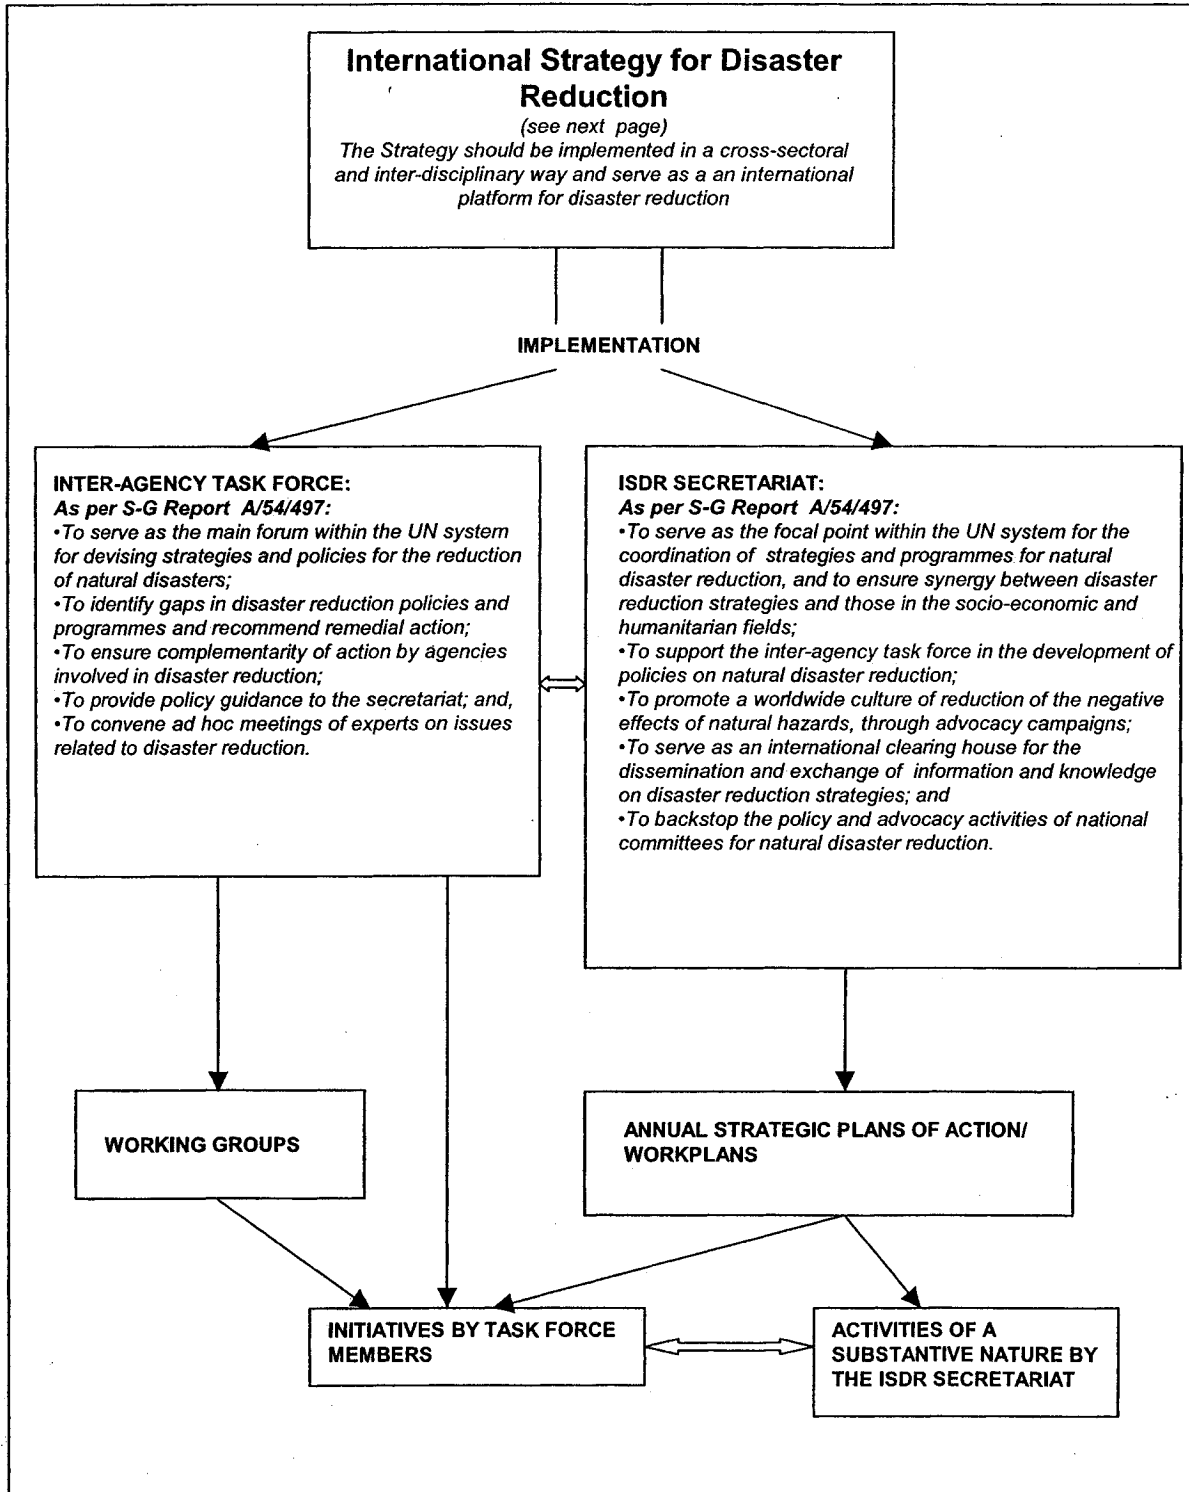 International Strategy for Disaster
Reduction
(see next page)
The Strategy should be implemented in a cross-sectoral
and inter-disciplinary way and serve as a an international
platform for disaster reduction
IMPLEMENTATION
INTER-AGENCY TASK FORCE:
As per S-G Report A/54/497:
•To serve as the main forum within the UN system
for devising strategies and policies for the reduction
of natural disasters;
•To identify gaps in disaster reduction policies and
programmes and recommend remedial action;
•To ensure complementarity of action by agencies
involved in disaster reduction;
•To provide policy guidance to the secretariat; and,
•To convene ad hoc meetings of experts on issues
related to disaster reduction.
ISDR SECRETARIAT:
As per S-G Report A/54/497:
•To serve as the focal point within the UN system for the
coordination of strategies and programmes for natural
disaster reduction, and to ensure synergy between disaster
reduction strategies and those in the socio-economic and
humanitarian fields;
•To support the inter-agency task force in the development of
policies on natural disaster reduction;
•To promote a worldwide culture of reduction of the negative
effects of natural hazards, through advocacy campaigns;
•To serve as an international clearing house for the
dissemination and exchange of information and knowledge
on disaster reduction strategies; and
•To backstop the policy and advocacy activities of national
committees for natural disaster reduction.
WORKING GROUPS
ANNUAL STRATEGIC PLANS OF ACTION/
WORKPLANS
INITIATIVES BY TASK FORCE
MEMBERS
ACTIVITIES OF A
SUBSTANTIVE NATURE BY
THE ISDR SECRETARIAT